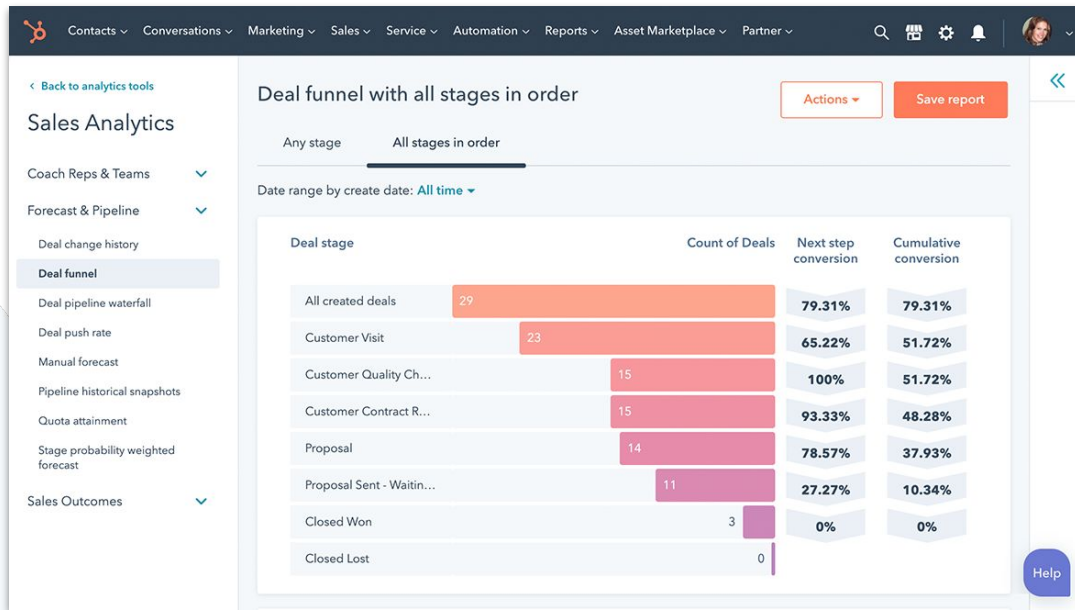 Contacts Conversations Marketing Sales Service Automation Reports Asset Marketplace Partner
Back to analytics tools
Sales Analytics
Coach Reps & Teams
Forecast & Pipeline
Deal change history
Deal funnel
Deal pipeline waterfall
Deal push rate
Manual forecast
Pipeline historical snapshots
Quota attainment
Stage probability weighted
forecast
Sales Outcomes
Deal funnel with all stages in order
Actions
Save report
Any stage All stages in order
Date range by create date: All time
Deal stage Count of Deals Next step conversion Cumulative conversion
All created deals 29 79.31% 79.31%
Customer Visit 23 65.22% 51.72%
Customer Quality Ch... 15 100% 51.72%
Customer Contract R... 15 93.33% 48.28%
Proposal 14 78.57% 37.93%
Proposal Sent - Waitin... 11 27.27% 10.34%
Closed Won 3 0% 0%
Closed Lost 0
Help